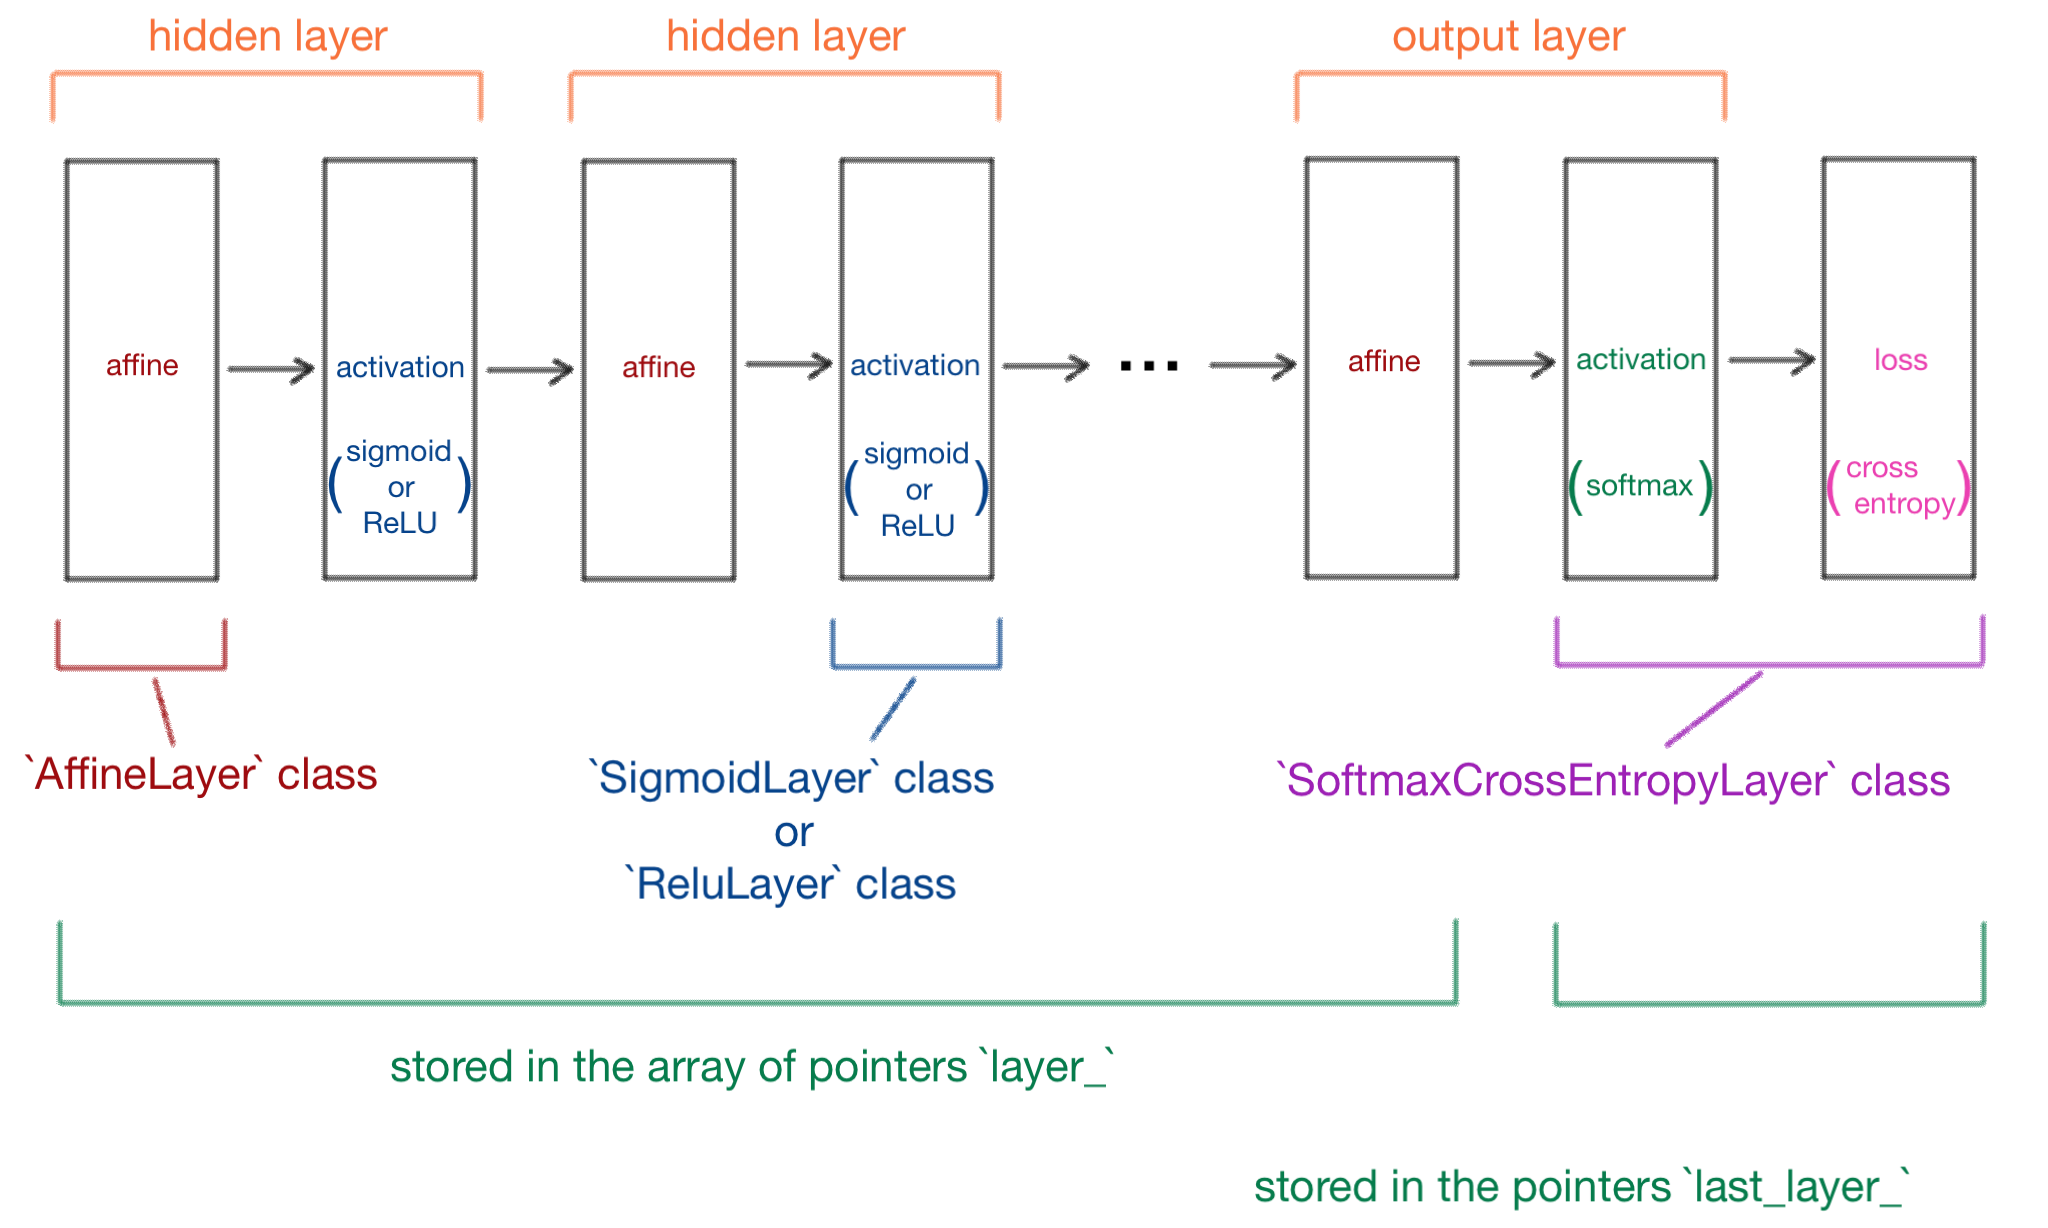 hidden layer
hidden layer
output layer
affine
activation
(sigmoid
or
ReLU)
affine
activation
(sigmoid
or
ReLU)
...
affine
activation
(softmax)
loss
(cross
entropy)
`AffineLayer` class
`SigmoidLayer` class
or
`ReluLayer` class
`SoftmaxCrossEntropyLayer` class
stored in the array of pointers `layer_`
stored in the pointers `last_layer_`